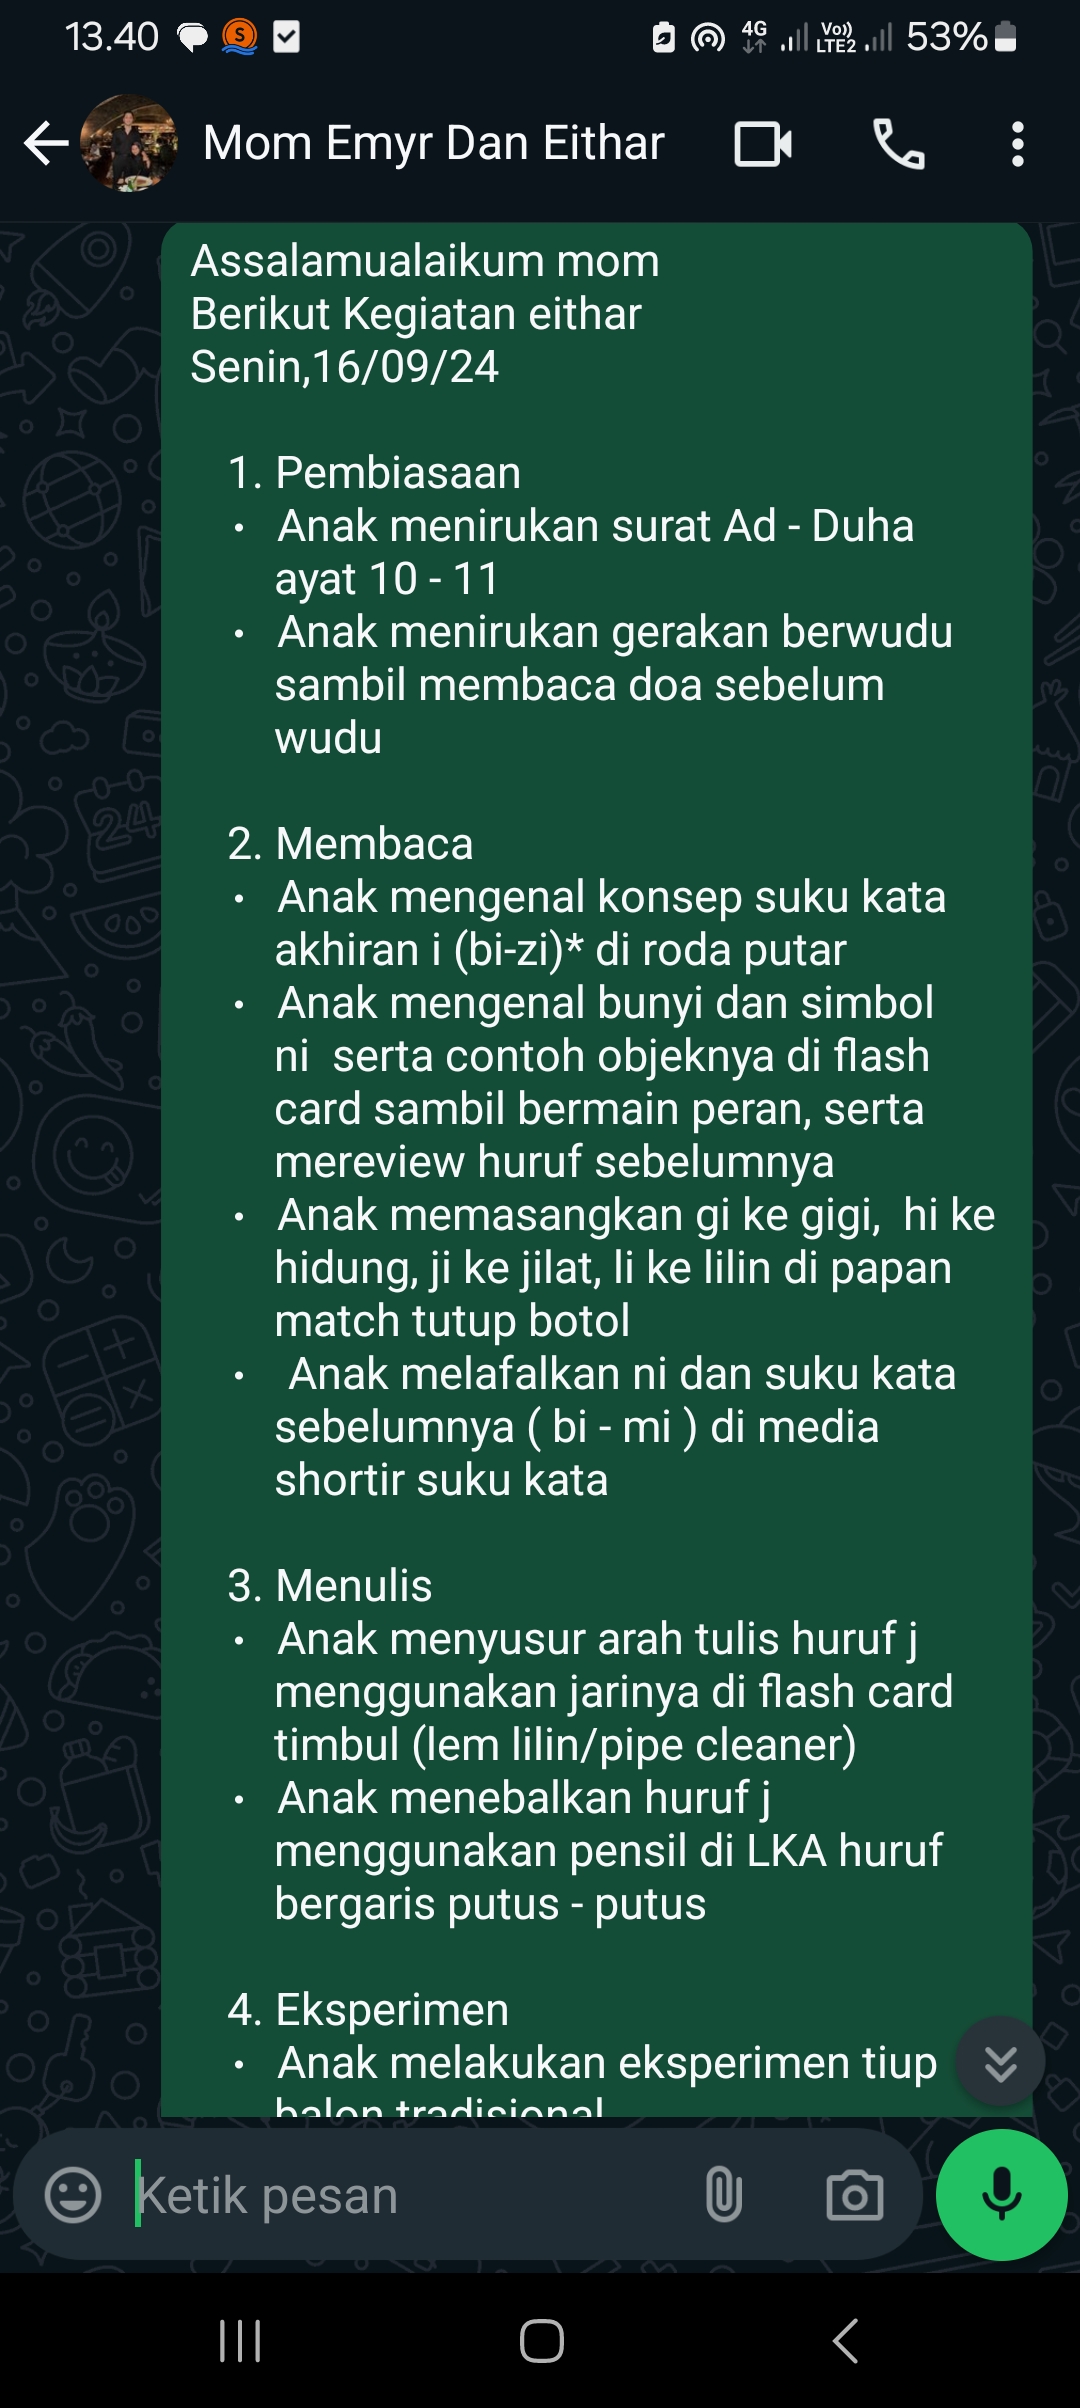 13.40 S 4G Vo)) LTE2 53%
Mom Emyr Dan Eithar
Assalamualaikum mom
Berikut Kegiatan eithar
Senin,16/09/24
1. Pembiasaan
• Anak menirukan surat Ad - Duha
ayat 10 - 11
• Anak menirukan gerakan berwudu
sambil membaca doa sebelum
wudu
2. Membaca
• Anak mengenal konsep suku kata
akhiran i (bi-zi)* di roda putar
• Anak mengenal bunyi dan simbol
ni  serta contoh objeknya di flash
card sambil bermain peran, serta
mereview huruf sebelumnya
• Anak memasangkan gi ke gigi,  hi ke
hidung, ji ke jilat, li ke lilin di papan
match tutup botol
• Anak melafalkan ni dan suku kata
sebelumnya ( bi - mi ) di media
shortir suku kata
3. Menulis
• Anak menyusur arah tulis huruf j
menggunakan jarinya di flash card
timbul (lem lilin/pipe cleaner)
• Anak menebalkan huruf j
menggunakan pensil di LKA huruf
bergaris putus - putus
4. Eksperimen
• Anak melakukan eksperimen tiup
balon tradisional
Ketik pesan